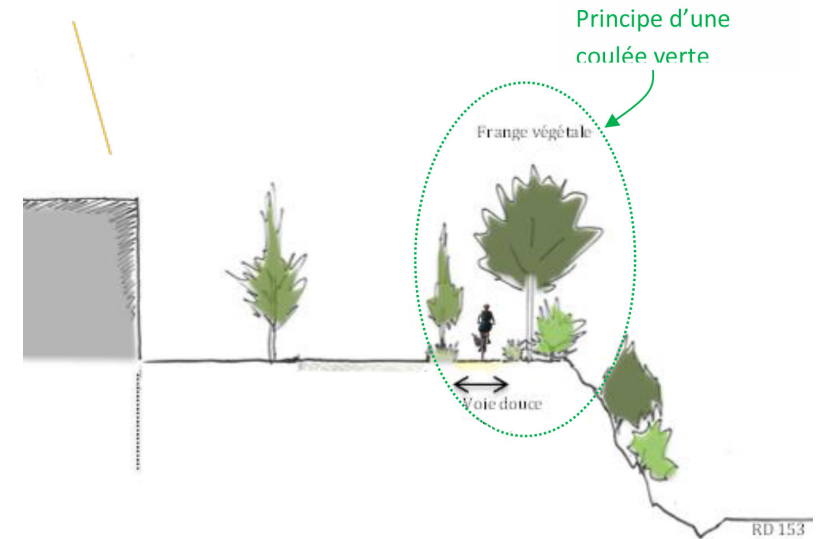 Principe d’une
coulée verte
Frange végétale
Voie douce
RD 153